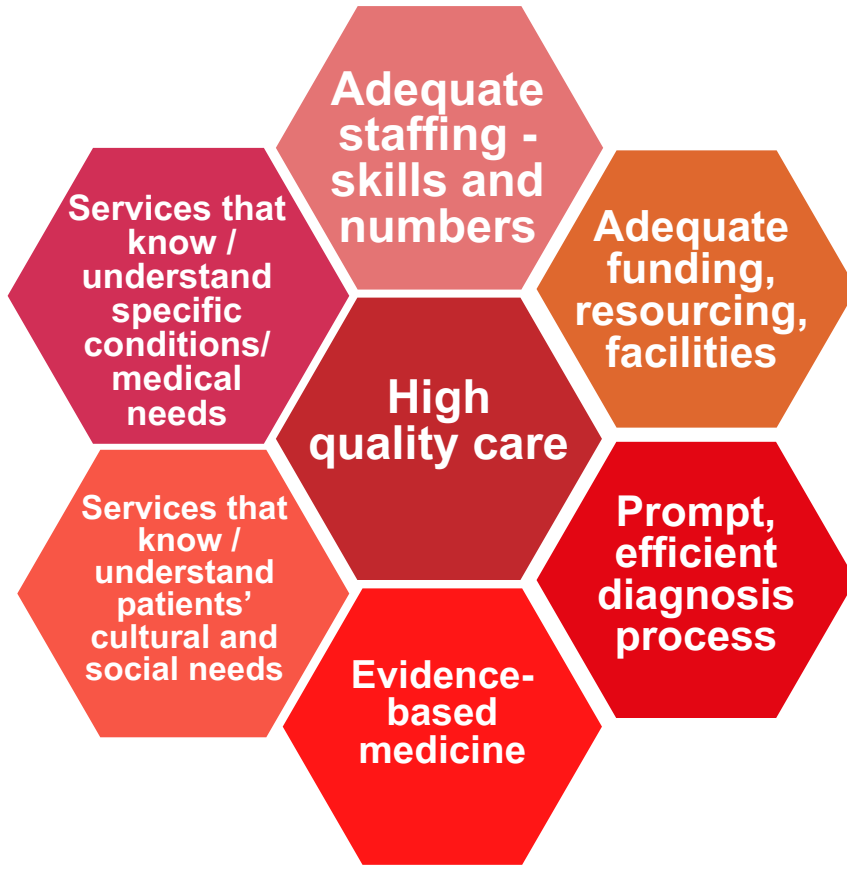 Adequate
staffing -
skills and
numbers
Services that
know /
understand
specific
conditions/
medical
needs
Adequate
funding,
resourcing,
facilities
High
quality care
Services that
know /
understand
patients’
cultural and
social needs
Prompt,
efficient
diagnosis
process
Evidence-
based
medicine